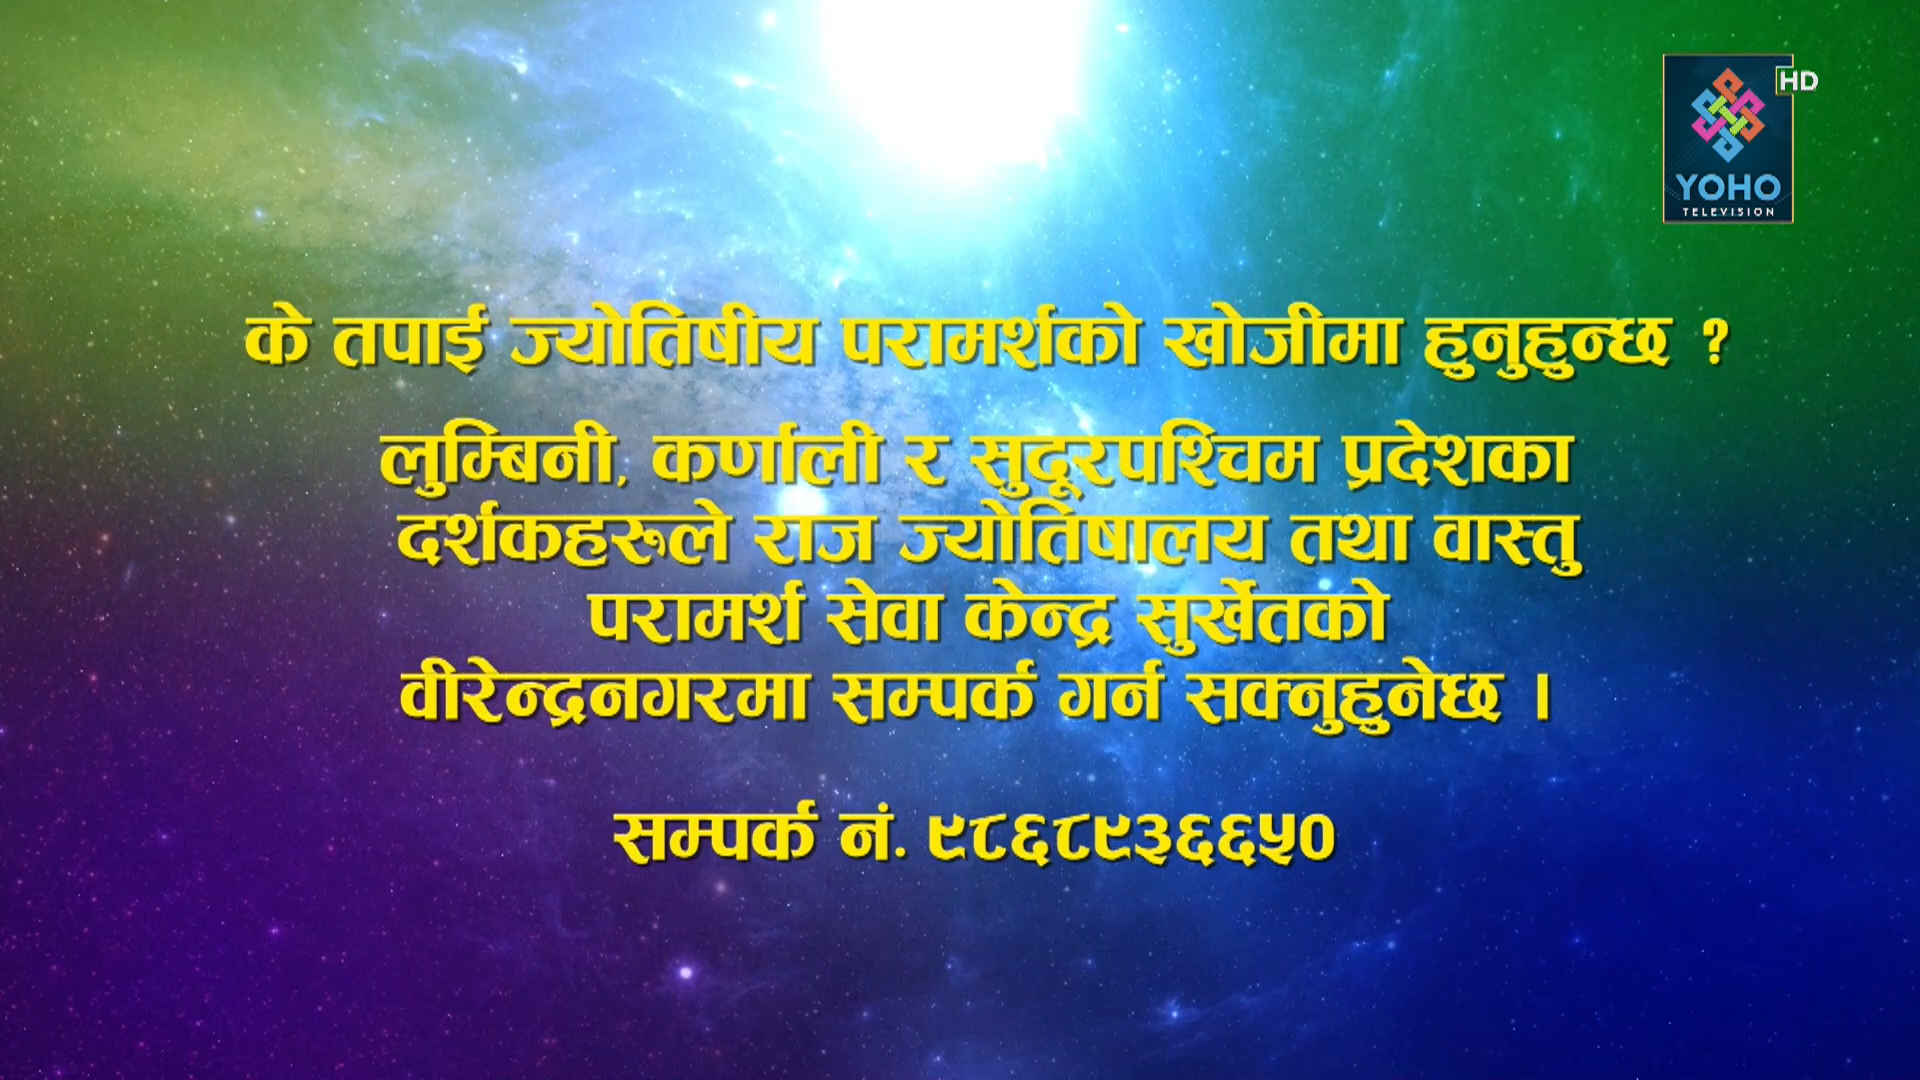 HD
YOHO
TELEVISION
के तपाई ज्योतिषीय परामर्शको खोजीमा हुनुहुन्छ ?
लुम्बिनी, कर्णाली र सुदूरपश्चिम प्रदेशका
दर्शकहरुले राज ज्योतिषालय तथा वास्तु
परामर्श सेवा केन्द्र सुर्खेतको
वीरेन्द्रनगरमा सम्पर्क गर्न सक्नुहुनेछ ।
सम्पर्क नं. ९८६८९३६६५०